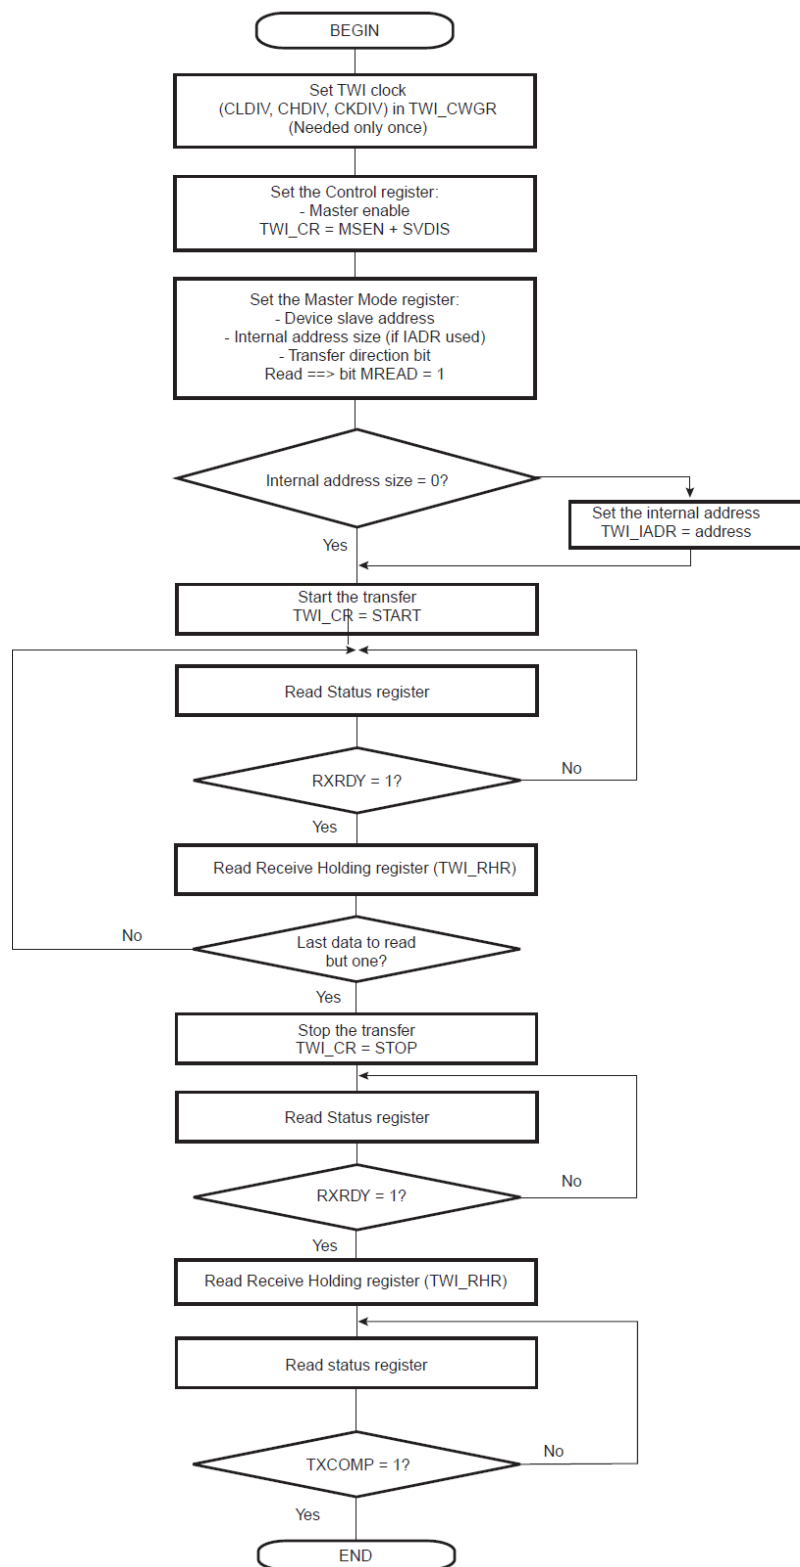 BEGIN
Set TWI clock
(CLDIV, CHDIV, CKDIV) in TWI_CWGR
(Needed only once)
Set the Control register:
- Master enable
TWI_CR = MSEN + SVDIS
Set the Master Mode register:
- Device slave address
- Internal address size (if IADR used)
- Transfer direction bit
Read ==> bit MREAD = 1
Internal address size = 0?
Set the internal address
TWI_IADR = address
Yes
Start the transfer
TWI_CR = START
Read Status register
RXRDY = 1?
No
Yes
Read Receive Holding register (TWI_RHR)
No
Last data to read
but one?
Yes
Stop the transfer
TWI_CR = STOP
Read Status register
RXRDY = 1?
No
Yes
Read Receive Holding register (TWI_RHR)
Read status register
TXCOMP = 1?
No
Yes
END